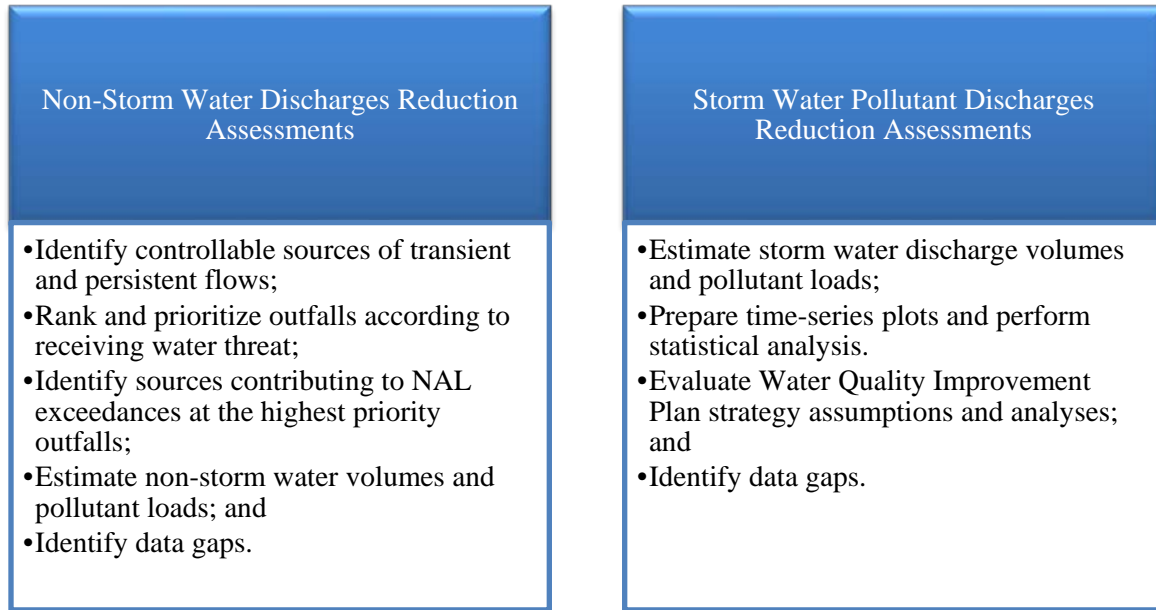 Non-Storm Water Discharges Reduction
Assessments
•Identify controllable sources of transient
and persistent flows;
•Rank and prioritize outfalls according to
receiving water threat;
•Identify sources contributing to NAL
exceedances at the highest priority
outfalls;
•Estimate non-storm water volumes and
pollutant loads; and
•Identify data gaps.
Storm Water Pollutant Discharges
Reduction Assessments
•Estimate storm water discharge volumes
and pollutant loads;
•Prepare time-series plots and perform
statistical analysis.
•Evaluate Water Quality Improvement
Plan strategy assumptions and analyses;
and
•Identify data gaps.